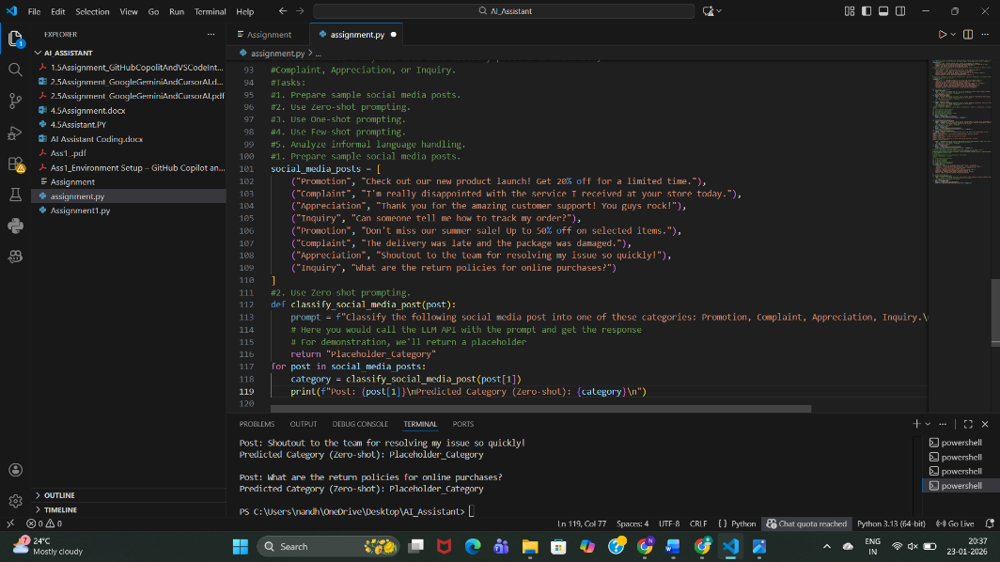 File Edit Selection View Go Run Terminal Help
AI_Assistant
EXPLORER
Assignment
assignment.py
assignment.py > ...
AI_ASSISTANT
1.5Assignment_GitHubCopolitAndVSCodeInt...
2.5Assignment_GoogleGeminiAndCursorAI.d...
2.5Assignment_GoogleGeminiAndCursorAI.pdf
4.5Assignment.docx
4.5Assistant.PY
AI Assistant Coding.docx
Ass1_.pdf
Ass1_Environment Setup – GitHub Copilot an...
Assignment
assignment.py
Assignment1.py
OUTLINE
TIMELINE
93 #Complaint, Appreciation, or Inquiry.
94 #Tasks:
95 #1. Prepare sample social media posts.
96 #2. Use Zero-shot prompting.
97 #3. Use One-shot prompting.
98 #4. Use Few-shot prompting.
99 #5. Analyze informal language handling.
100 #1. Prepare sample social media posts.
101 social_media_posts = [
102 ("Promotion", "Check out our new product launch! Get 20% off for a limited time."),
103 ("Complaint", "I'm really disappointed with the service I received at your store today."),
104 ("Appreciation", "Thank you for the amazing customer support! You guys rock!"),
105 ("Inquiry", "Can someone tell me how to track my order?"),
106 ("Promotion", "Don't miss our summer sale! Up to 50% off on selected items."),
107 ("Complaint", "The delivery was late and the package was damaged."),
108 ("Appreciation", "Shoutout to the team for resolving my issue so quickly!"),
109 ("Inquiry", "What are the return policies for online purchases?")
110 ]
111 #2. Use Zero-shot prompting.
112 def classify_social_media_post(post):
113 prompt = f"Classify the following social media post into one of these categories: Promotion, Complaint, Appreciation, Inquiry.\
114 # Here you would call the LLM API with the prompt and get the response
115 # For demonstration, we'll return a placeholder
116 return "Placeholder_Category"
117 for post in social_media_posts:
118 category = classify_social_media_post(post[1])
119 print(f"Post: {post[1]}\nPredicted Category (Zero-shot): {category}\n")
120
PROBLEMS OUTPUT DEBUG CONSOLE TERMINAL PORTS
Post: Shoutout to the team for resolving my issue so quickly!
Predicted Category (Zero-shot): Placeholder_Category
Post: What are the return policies for online purchases?
Predicted Category (Zero-shot): Placeholder_Category
PS C:\Users\nandh\OneDrive\Desktop\AI_Assistant>
powershell
powershell
powershell
powershell
0 0
Ln 119, Col 77 Spaces: 4 UTF-8 CRLF {} Python Chat quota reached Python 3.13 (64-bit) Go Live
24°C
Mostly cloudy
Search
ENG
IN
20:37
23-01-2026